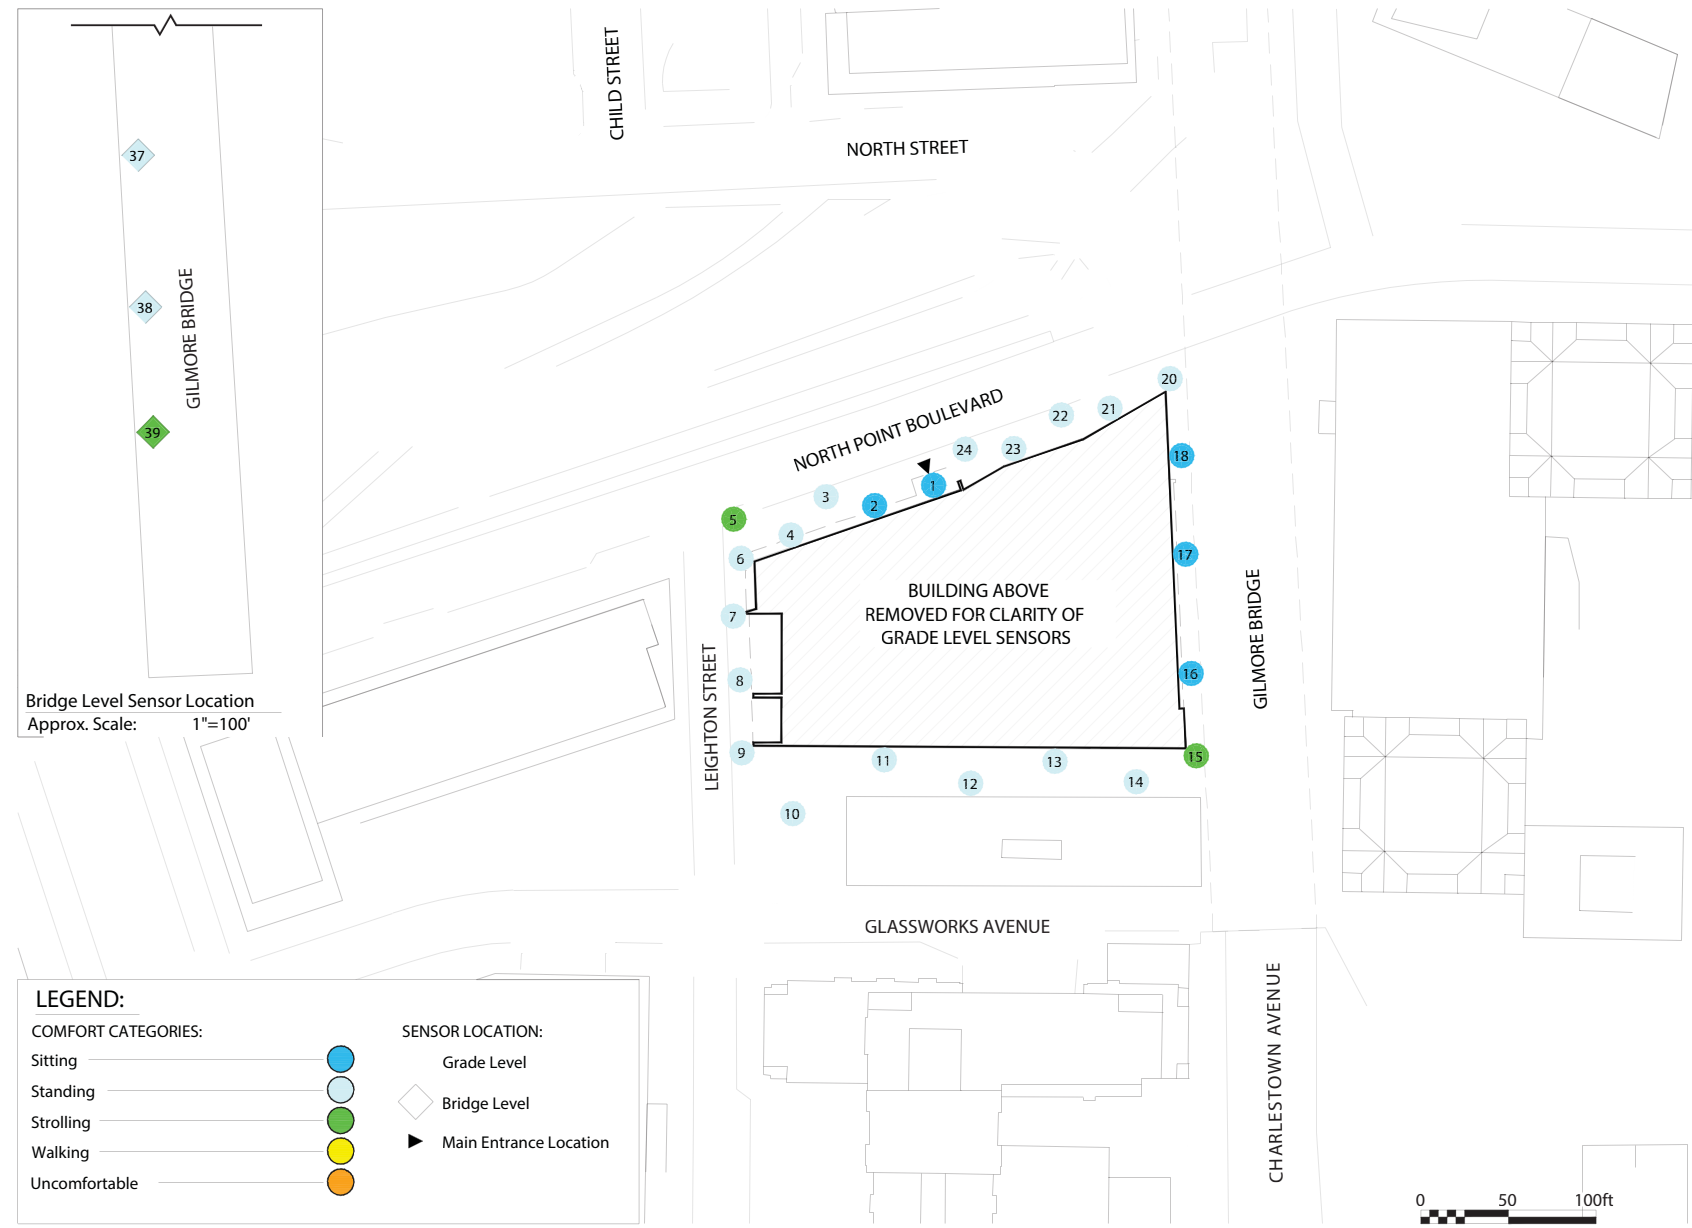 CHILD STREET
NORTH STREET
37
38
GILMORE BRIDGE
39
Bridge Level Sensor Location
Approx. Scale: 1"=100'
NORTH POINT BOULEVARD
20
21
22
23
24
18
1
2
3
5
4
6
17
7
BUILDING ABOVE
REMOVED FOR CLARITY OF
GRADE LEVEL SENSORS
GILMORE BRIDGE
LEIGHTON STREET
8
16
9
11
13
15
12
14
10
GLASSWORKS AVENUE
CHARLESTOWN AVENUE
LEGEND:
COMFORT CATEGORIES:
Sitting
Standing
Strolling
Walking
Uncomfortable
SENSOR LOCATION:
Grade Level
Bridge Level
Main Entrance Location
0 50 100ft